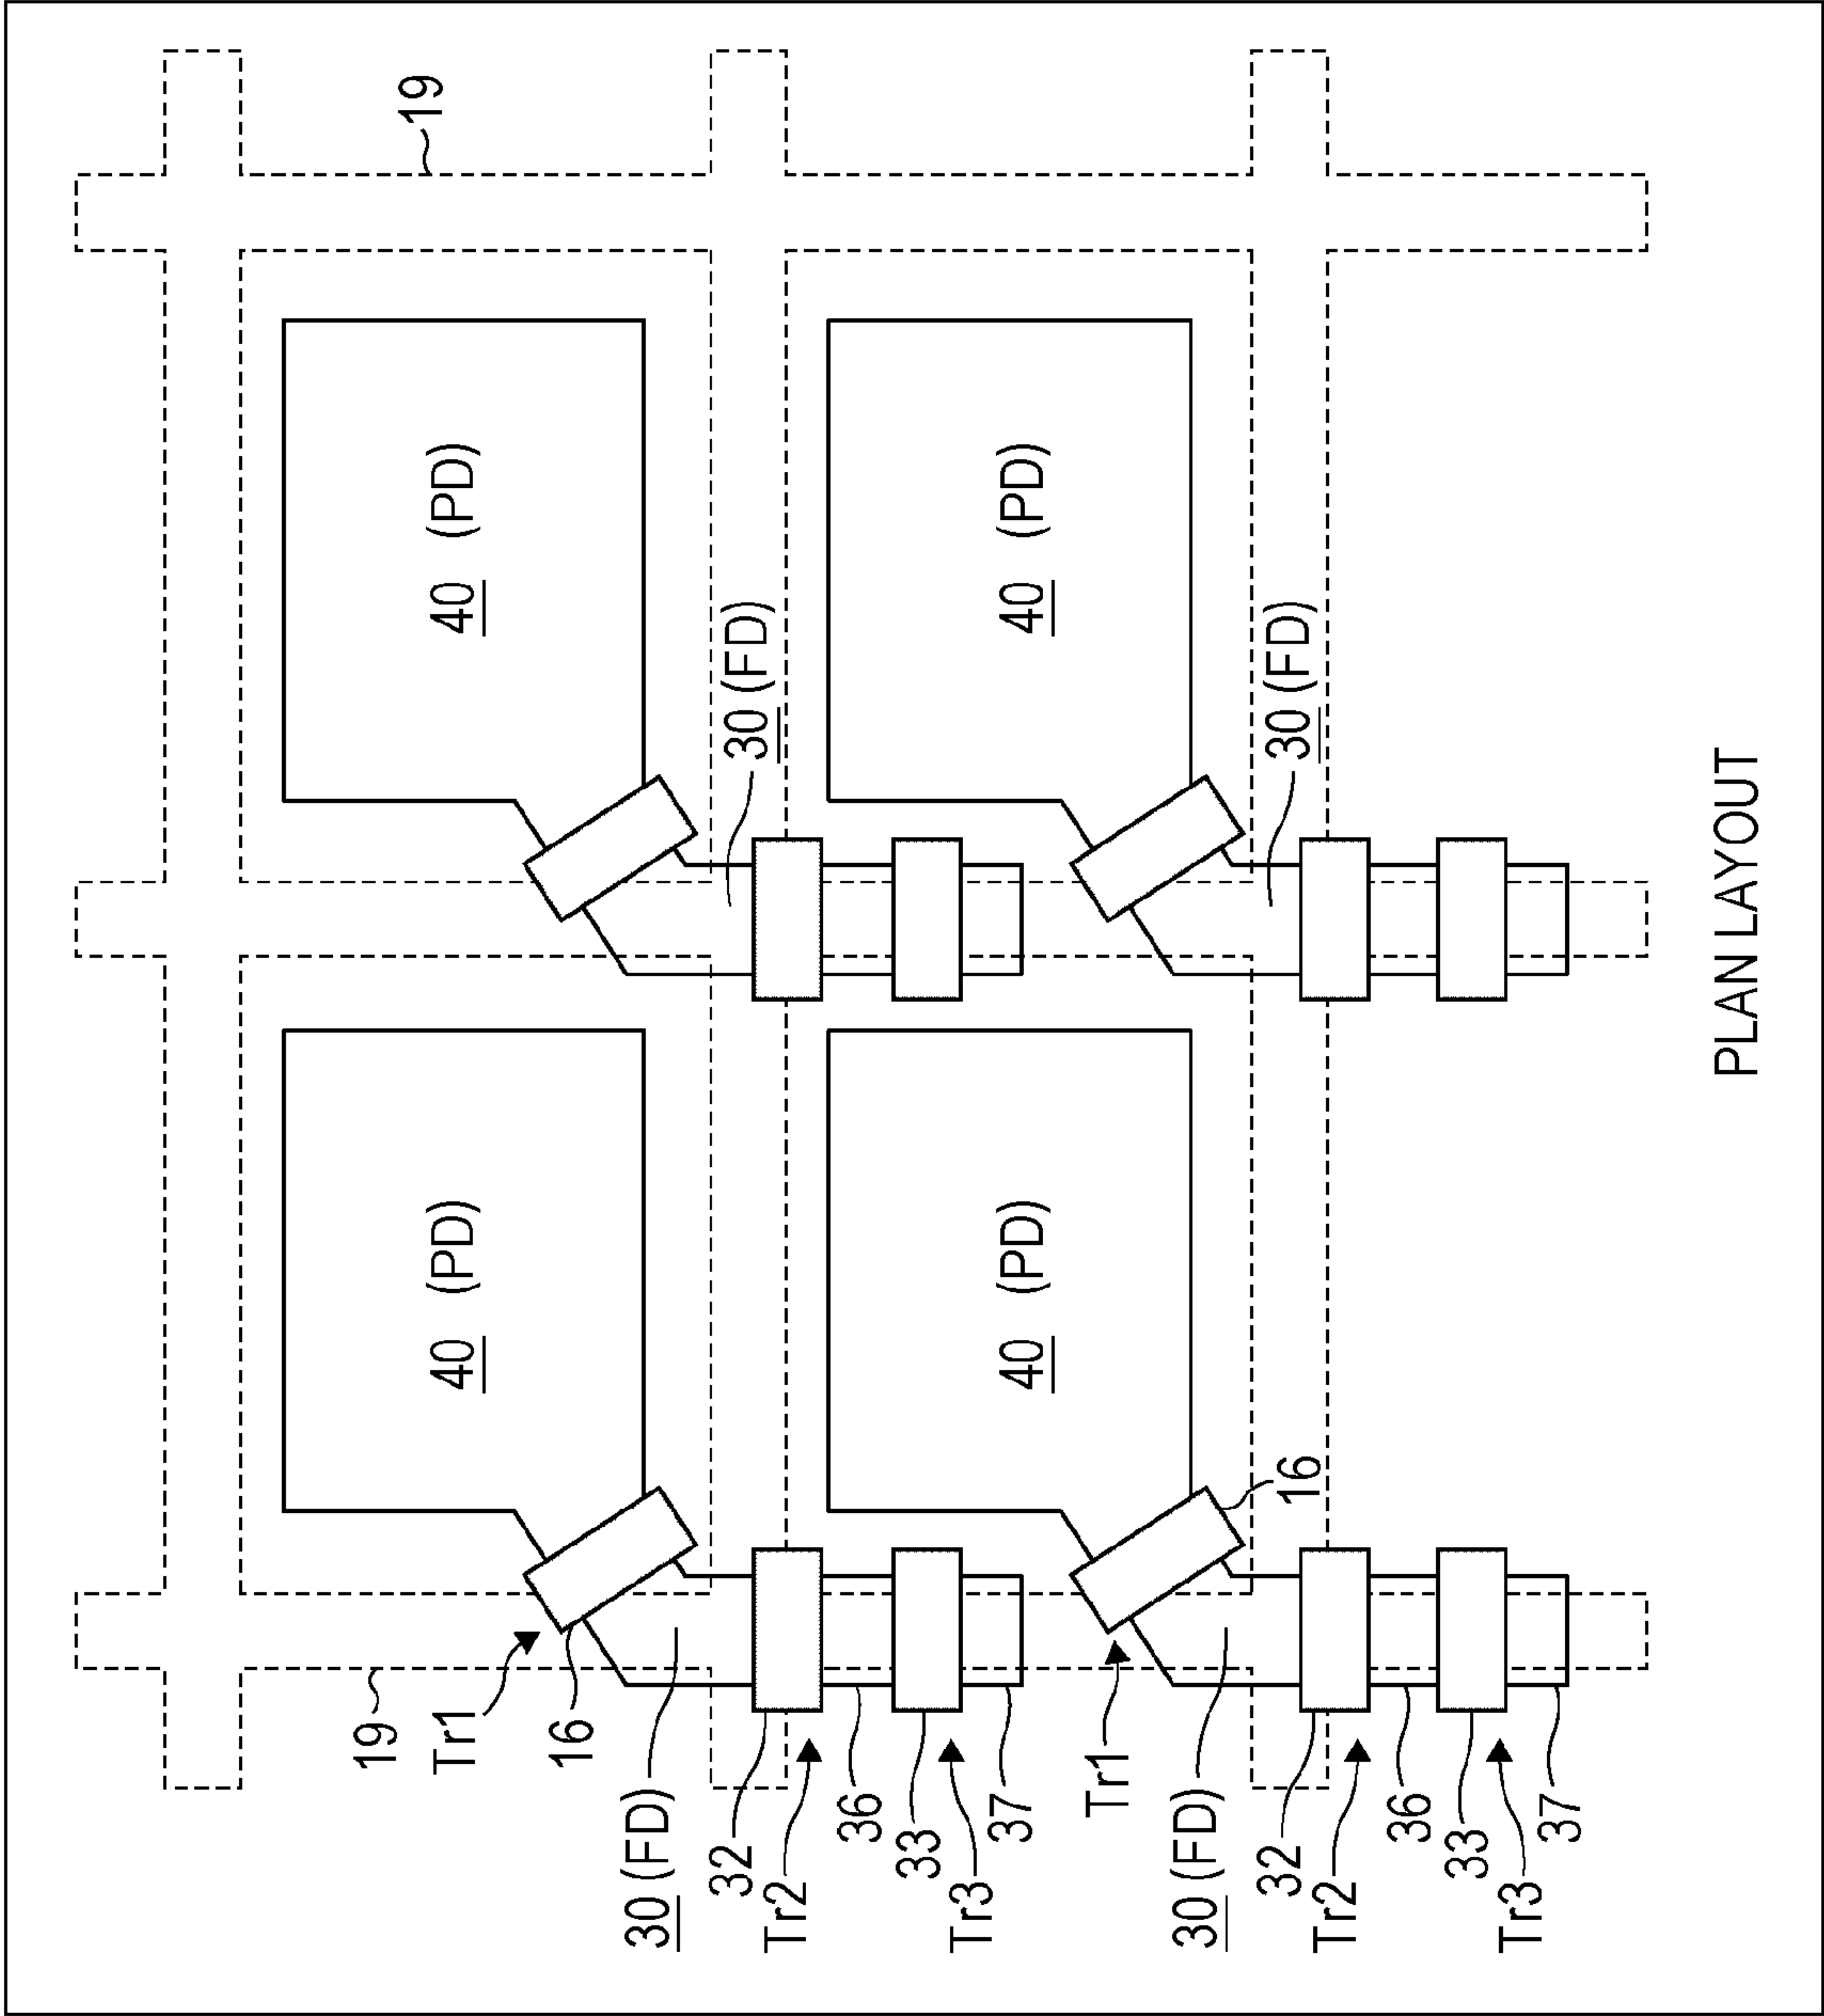 19
19
Tr1
40 (PD)
40 (PD)
16
30 (FD)
32
30 (FD)
Tr2
36
33
Tr3
37
40 (PD)
40 (PD)
Tr1
30 (FD)
32
16
30 (FD)
Tr2
36
33
Tr3
37
PLAN LAYOUT